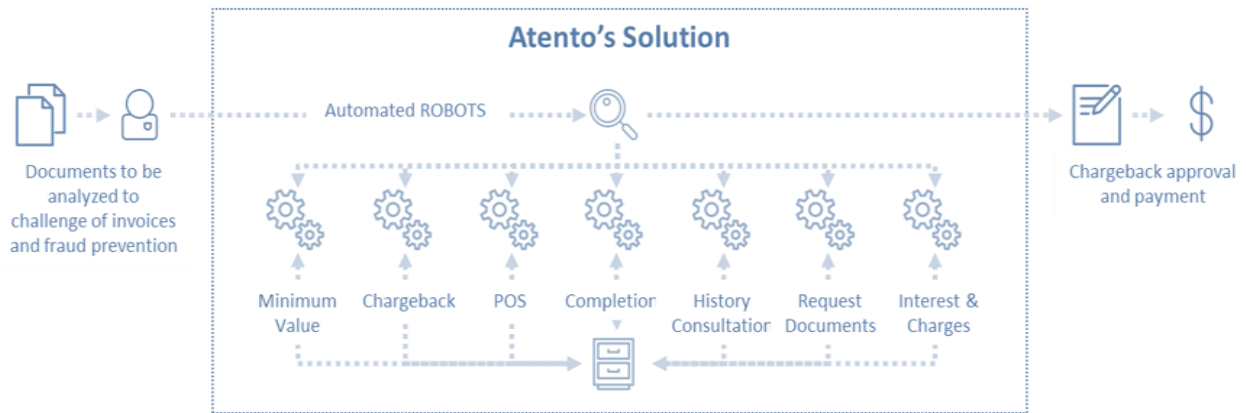 Atento's Solution
Automated ROBOTS
Documents to be
analyzed to
challenge of invoices
and fraud prevention
Chargeback approval
and payment
Minimum
Value
Chargeback
POS
Completion
History
Consultation
Request
Documents
Interest &
Charges
$